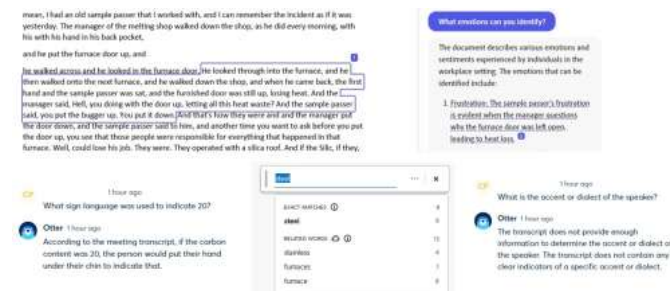 mean, I had an old sample passer that I worked with, and I can remember the incident as if it was
yesterday. The manager of the melting shop walked down the shop, as he did every morning, with
his with his hand in his back pocket,
and he put the furnace door up, and
he walked across and he looked in the furnace door. He looked through into the furnace, and he
then walked onto the next furnace, and he walked down the shop, and when he came back, the first
hand and the sample passer was sat, and the furnished door was still up, losing heat. And the
manager said, Hell, you doing with the door up, letting all this heat waste? And the sample passer
said, you put the bugger up. You put it down. And that's how they were and and the manager put
the door down, and the sample passer said to him, and another time you want to ask before you put
the door up, you use that those people were responsible for everything that happened in that
furnace. Well, could lose his job. They were. They operated with a silica roof. And if the Silic, if they,
What emotions can you identify?
The document describes various emotions and
sentiments experienced by individuals in the
workplace setting. The emotions that can be
identified include:
1. Frustration: The sample passer's frustration
is evident when the manager questions
why the furnace door was left open,
leading to heat loss.
1 hour ago
What sign language was used to indicate 20?
Otter 1 hour ago
According to the meeting transcript, if the carbon
content was 20, the person would put their hand
under their chin to indicate that.
steel
EXACT MATCHES
steel
RELATED WORDS
stainless
furnaces
furnace
1 hour ago
What is the accent or dialect of the speaker?
Otter 1 hour ago
The transcript does not provide enough
information to determine the accent or dialect of
the speaker. The transcript does not contain any
clear indicators of a specific accent or dialect.